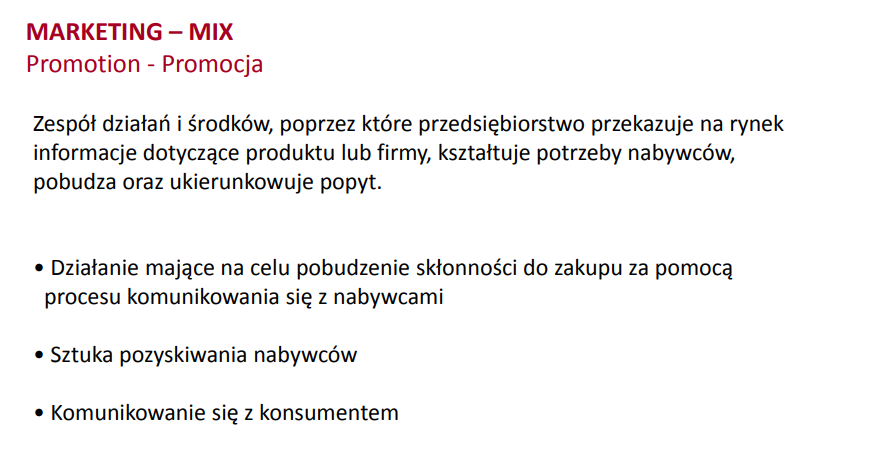 MARKETING – MIX
Promotion - Promocja
Zespół działań i środków, poprzez które przedsiębiorstwo przekazuje na rynek
informacje dotyczące produktu lub firmy, kształtuje potrzeby nabywców,
pobudza oraz ukierunkowuje popyt.
• Działanie mające na celu pobudzenie skłonności do zakupu za pomocą
procesu komunikowania się z nabywcami
• Sztuka pozyskiwania nabywców
• Komunikowanie się z konsumentem